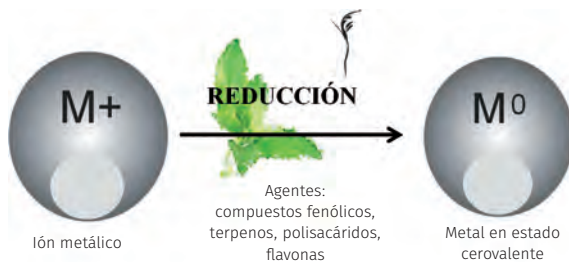 M+
REDUCCIÓN
M⁰
Ión metálico
Agentes:
compuestos fenólicos,
terpenos, polisacáridos,
flavonas
Metal en estado
cerovalente